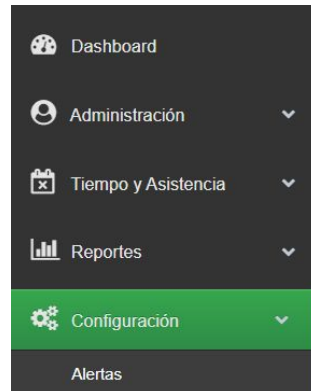 Dashboard
Administración
Tiempo y Asistencia
Reportes
Configuración
Alertas